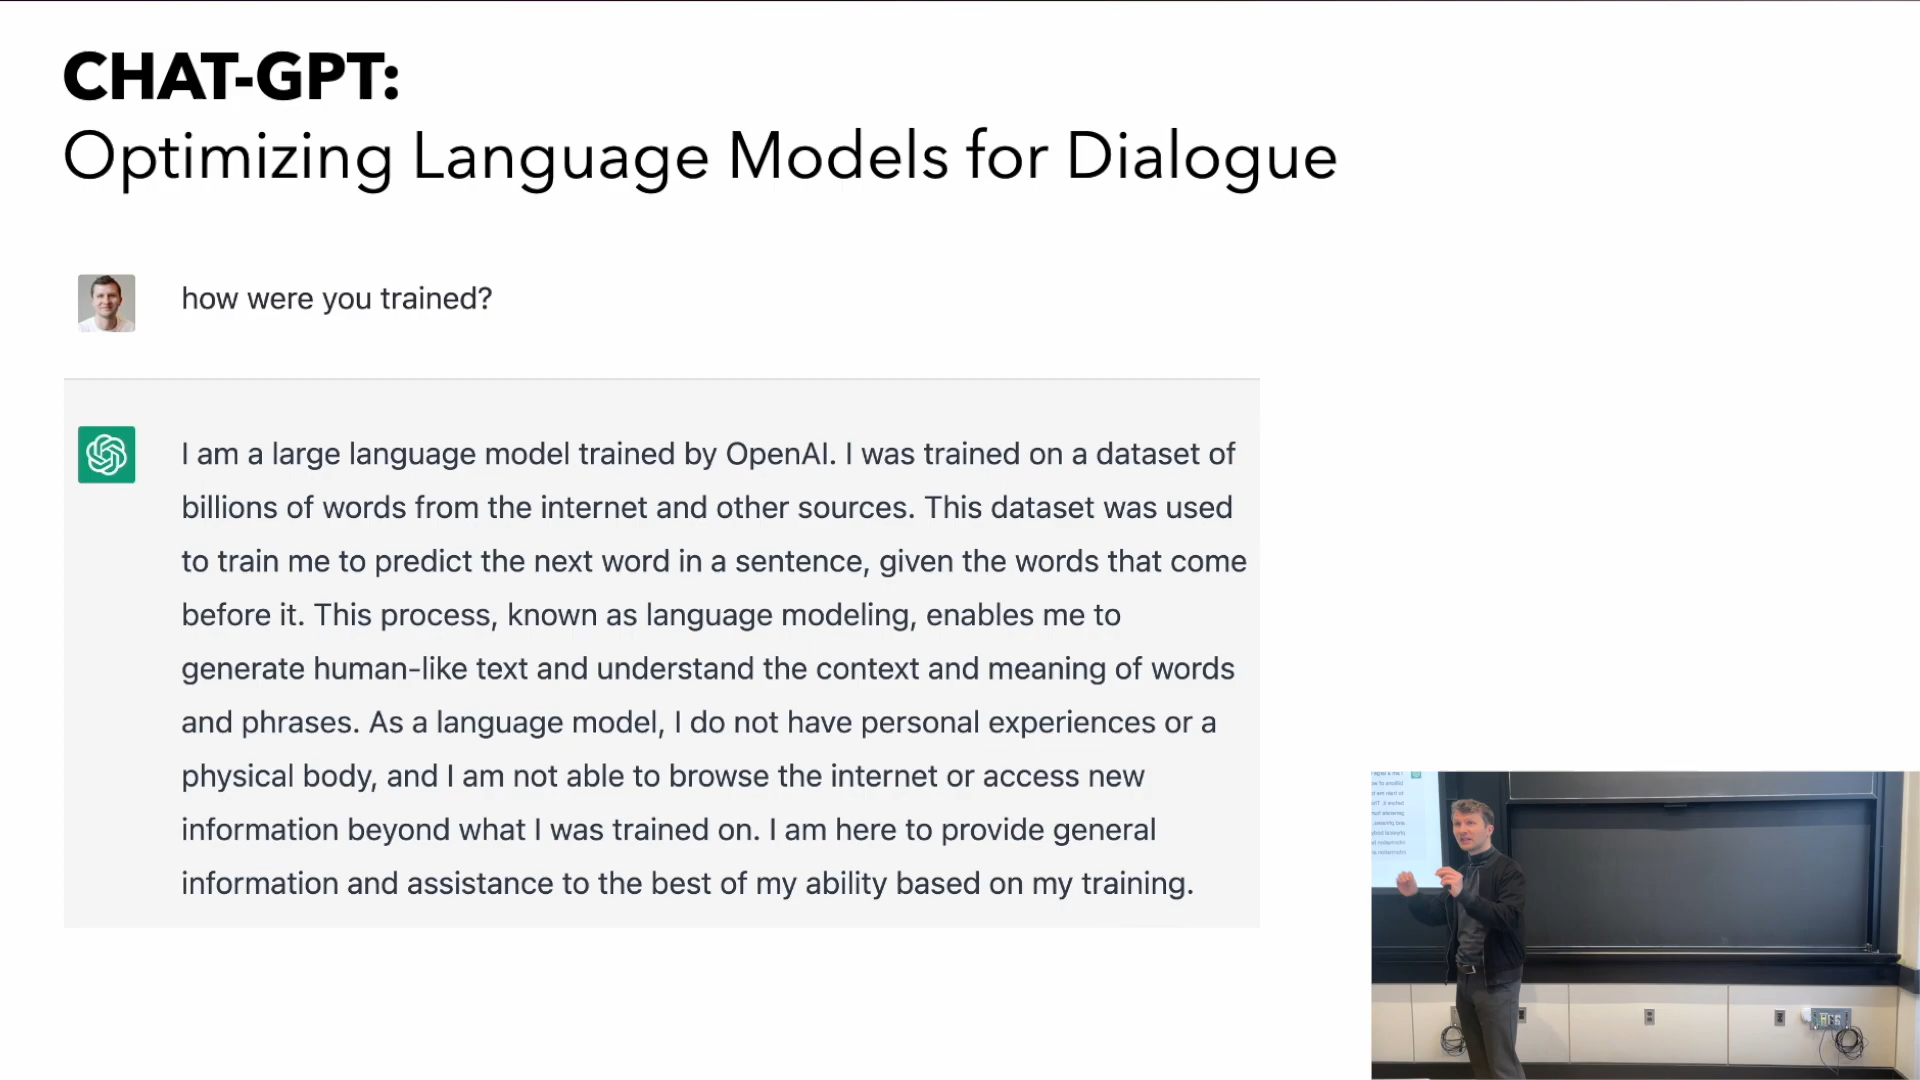 CHAT-GPT:
Optimizing Language Models for Dialogue
how were you trained?
I am a large language model trained by OpenAI. I was trained on a dataset of
billions of words from the internet and other sources. This dataset was used
to train me to predict the next word in a sentence, given the words that come
before it. This process, known as language modeling, enables me to
generate human-like text and understand the context and meaning of words
and phrases. As a language model, I do not have personal experiences or a
physical body, and I am not able to browse the internet or access new
information beyond what I was trained on. I am here to provide general
information and assistance to the best of my ability based on my training.